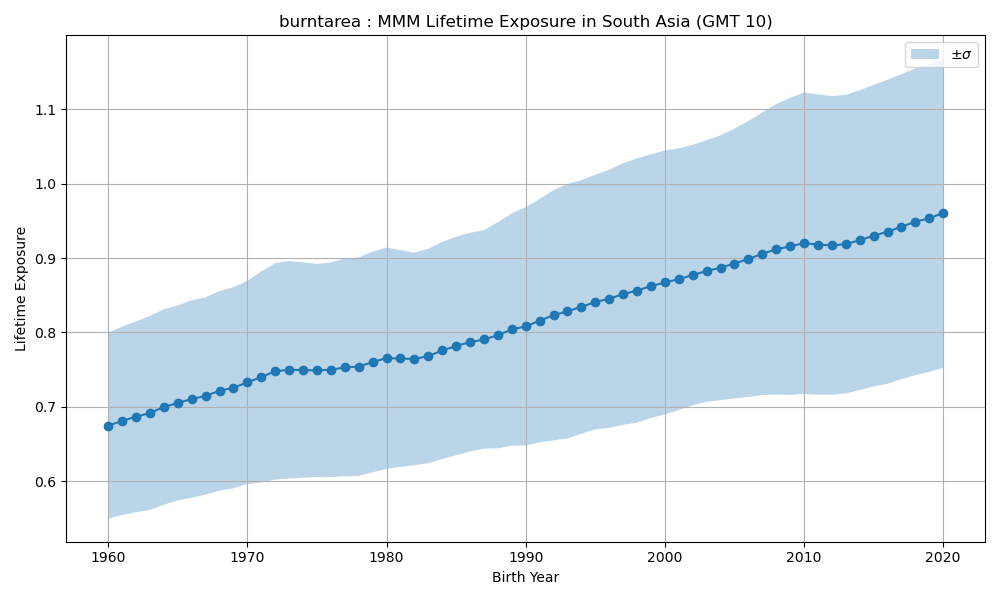 burntarea : MMM Lifetime Exposure in South Asia (GMT 10)
±σ
1.1
1.0
0.9
0.8
0.7
0.6
Lifetime Exposure
1960 1970 1980 1990 2000 2010 2020
Birth Year